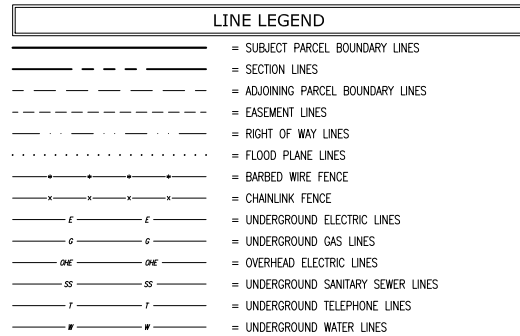 LINE LEGEND
= SUBJECT PARCEL BOUNDARY LINES
= SECTION LINES
= ADJOINING PARCEL BOUNDARY LINES
= EASEMENT LINES
= RIGHT OF WAY LINES
= FLOOD PLANE LINES
* * * * = BARBED WIRE FENCE
x x x x = CHAINLINK FENCE
E E = UNDERGROUND ELECTRIC LINES
G G = UNDERGROUND GAS LINES
OHE OHE = OVERHEAD ELECTRIC LINES
SS SS = UNDERGROUND SANITARY SEWER LINES
T T = UNDERGROUND TELEPHONE LINES
W W = UNDERGROUND WATER LINES